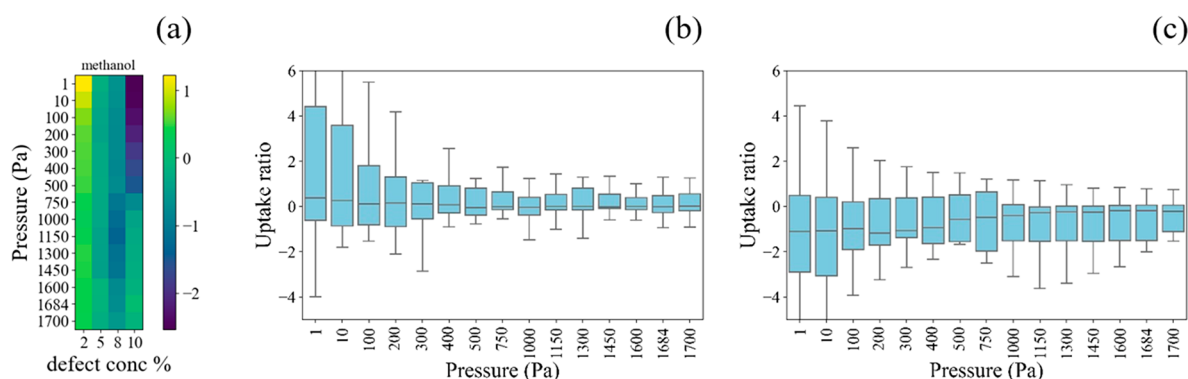 (a)
methanol
Pressure (Pa)
1
10
100
200
300
400
500
750
1000
1150
1300
1450
1600
1684
1700
2 5 8 10
defect conc %
1
0
−1
−2
(b)
Uptake ratio
6
4
2
0
−2
−4
1 10 100 200 300 400 500 750 1000 1150 1300 1450 1600 1684 1700
Pressure (Pa)
(c)
Uptake ratio
6
4
2
0
−2
−4
1 10 100 200 300 400 500 750 1000 1150 1300 1450 1600 1684 1700
Pressure (Pa)